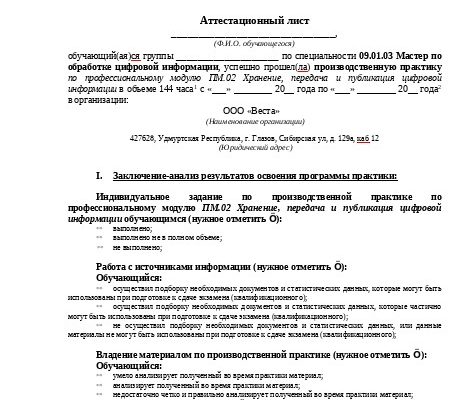 Аттестационный лист
______________________________,
(Ф.И.О. обучающегося)
обучающий(ая)ся группы ____________________ по специальности 09.01.03 Мастер по
обработке цифровой информации, успешно прошел(ла) производственную практику
по профессиональному модулю ПМ.02 Хранение, передача и публикация цифровой
информации в объеме 144 часа¹ с «___» ________ 20__ года по «___» ________ 20__ года²
в организации:
ООО «Веста»
(Наименование организации)
427628, Удмуртская Республика, г. Глазов, Сибирская ул, д. 129а, каб 12
(Юридический адрес)
I. Заключение-анализ результатов освоения программы практики:
Индивидуальное задание по производственной практике по
профессиональному модулю ПМ.02 Хранение, передача и публикация цифровой
информации обучающимся (нужное отметить Ö):
выполнено;
выполнено не в полном объеме;
не выполнено;
Работа с источниками информации (нужное отметить Ö):
Обучающийся:
осуществил подборку необходимых документов и статистических данных, которые могут быть
использованы при подготовке к сдаче экзамена (квалификационного);
осуществил подборку необходимых документов и статистических данных, которые частично
могут быть использованы при подготовке к сдаче экзамена (квалификационного);
не осуществил подборку необходимых документов и статистических данных, или данные
материалы не могут быть использованы при подготовке к сдаче экзамена (квалификационного);
Владение материалом по производственной практике (нужное отметить Ö):
Обучающийся:
умело анализирует полученный во время практики материал;
анализирует полученный во время практики материал;
недостаточно четко и правильно анализирует полученный во время практики материал;